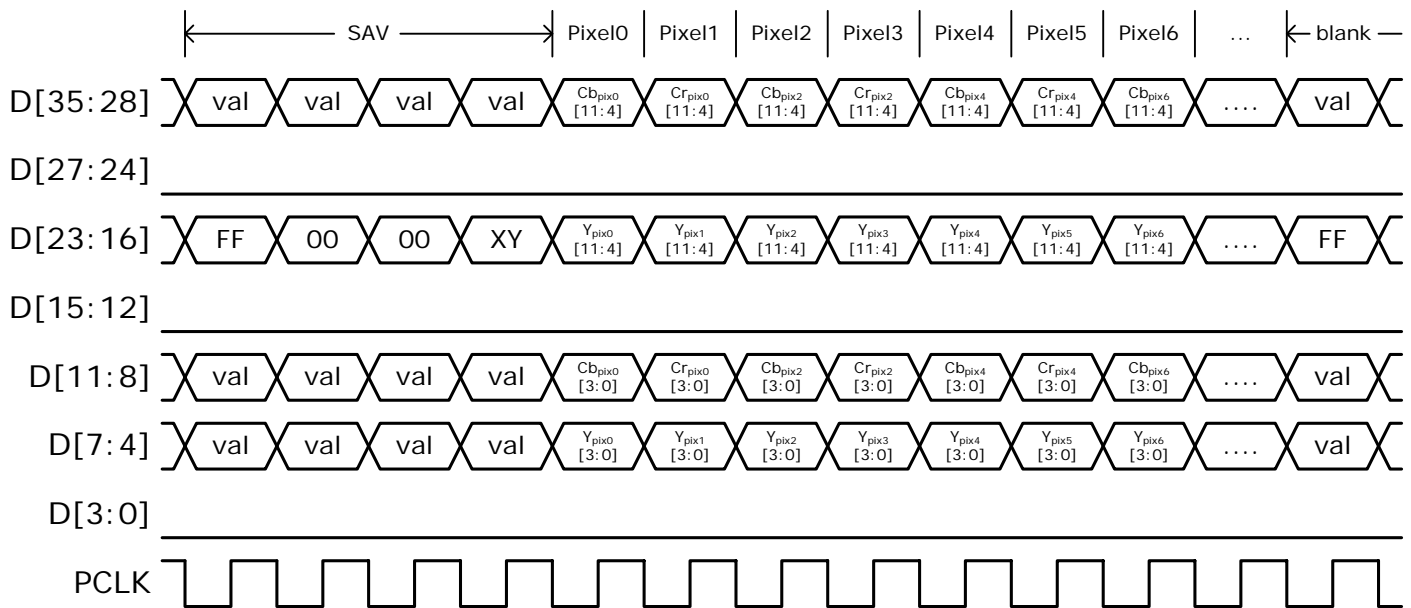 SAV Pixel0 Pixel1 Pixel2 Pixel3 Pixel4 Pixel5 Pixel6 ... blank
D[35:28] val val val val Cbpix0 [11:4] Crpix0 [11:4] Cbpix2 [11:4] Crpix2 [11:4] Cbpix4 [11:4] Crpix4 [11:4] Cbpix6 [11:4] .... val
D[27:24]
D[23:16] FF 00 00 XY Ypix0 [11:4] Ypix1 [11:4] Ypix2 [11:4] Ypix3 [11:4] Ypix4 [11:4] Ypix5 [11:4] Ypix6 [11:4] .... FF
D[15:12]
D[11:8] val val val val Cbpix0 [3:0] Crpix0 [3:0] Cbpix2 [3:0] Crpix2 [3:0] Cbpix4 [3:0] Crpix4 [3:0] Cbpix6 [3:0] .... val
D[7:4] val val val val Ypix0 [3:0] Ypix1 [3:0] Ypix2 [3:0] Ypix3 [3:0] Ypix4 [3:0] Ypix5 [3:0] Ypix6 [3:0] .... val
D[3:0]
PCLK